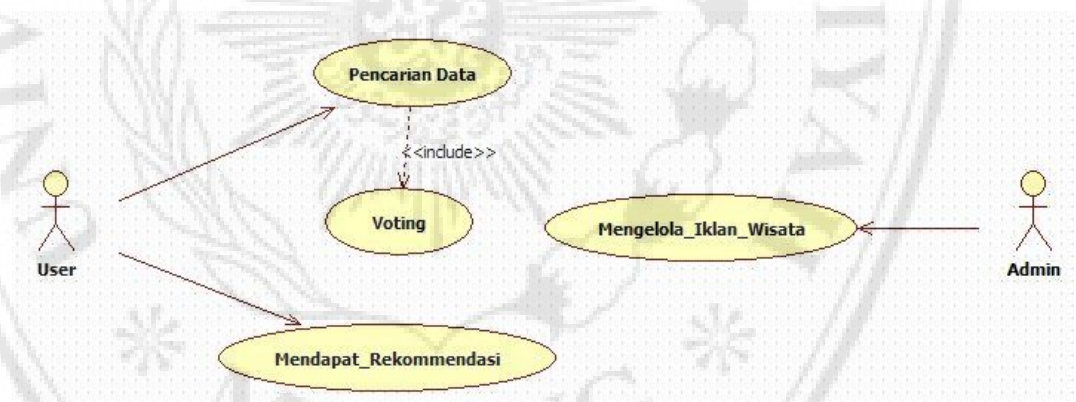 Pencarian Data
<<include>>
Voting
Mengelola_Iklan_Wisata
User
Admin
Mendapat_Rekommendasi